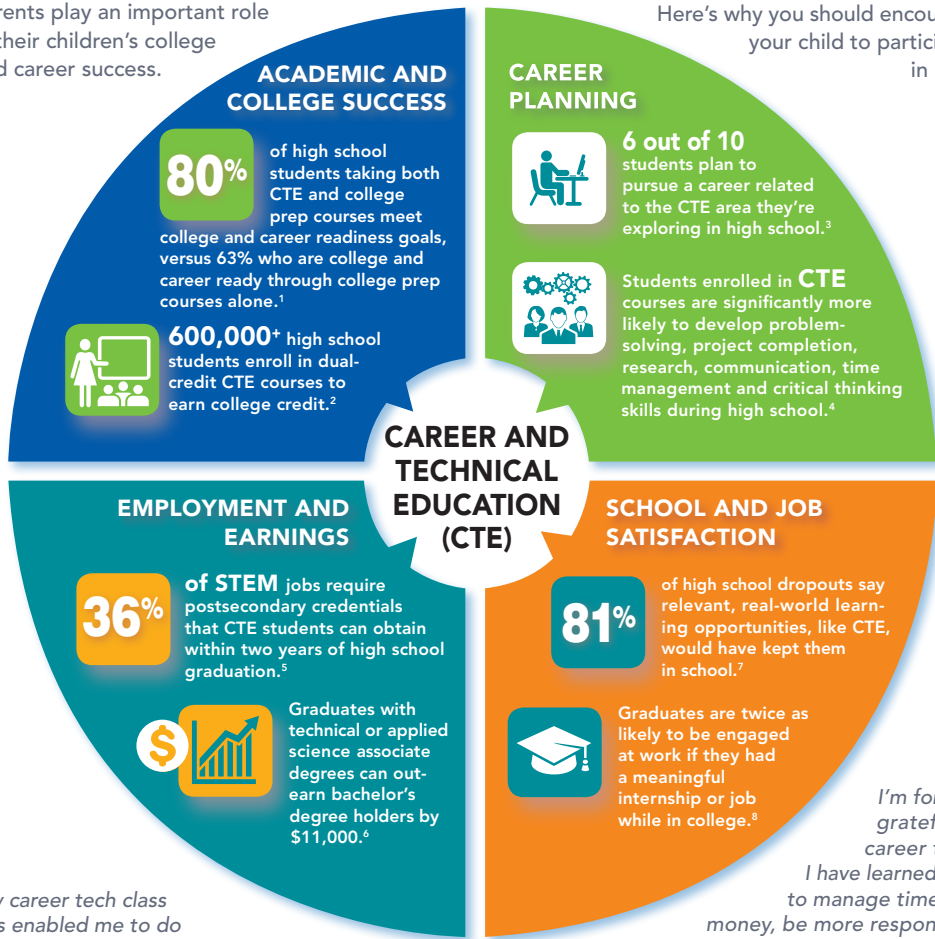 rents play an important role
their children's college
d career success.
Here's why you should encou
your child to partici
in
ACADEMIC AND
COLLEGE SUCCESS
80%
of high school
students taking both
CTE and college
prep courses meet
college and career readiness goals,
versus 63% who are college and
career ready through college prep
courses alone.1
600,000+ high school
students enroll in dual-
credit CTE courses to
earn college credit.2
CAREER
PLANNING
6 out of 10
students plan to
pursue a career related
to the CTE area they're
exploring in high school.3
Students enrolled in CTE
courses are significantly more
likely to develop problem-
solving, project completion,
research, communication, time
management and critical thinking
skills during high school.4
CAREER AND
TECHNICAL
EDUCATION
(CTE)
EMPLOYMENT AND
EARNINGS
36%
of STEM jobs require
postsecondary credentials
that CTE students can obtain
within two years of high school
graduation.5
$
Graduates with
technical or applied
science associate
degrees can out-
earn bachelor's
degree holders by
$11,000.6
SCHOOL AND JOB
SATISFACTION
81%
of high school dropouts say
relevant, real-world learn-
ing opportunities, like CTE,
would have kept them
in school.7
Graduates are twice as
likely to be engaged
at work if they had
a meaningful
internship or job
while in college.8
career tech class
s enabled me to do
I'm for
gratef
career t
I have learned
to manage time
money, be more respon